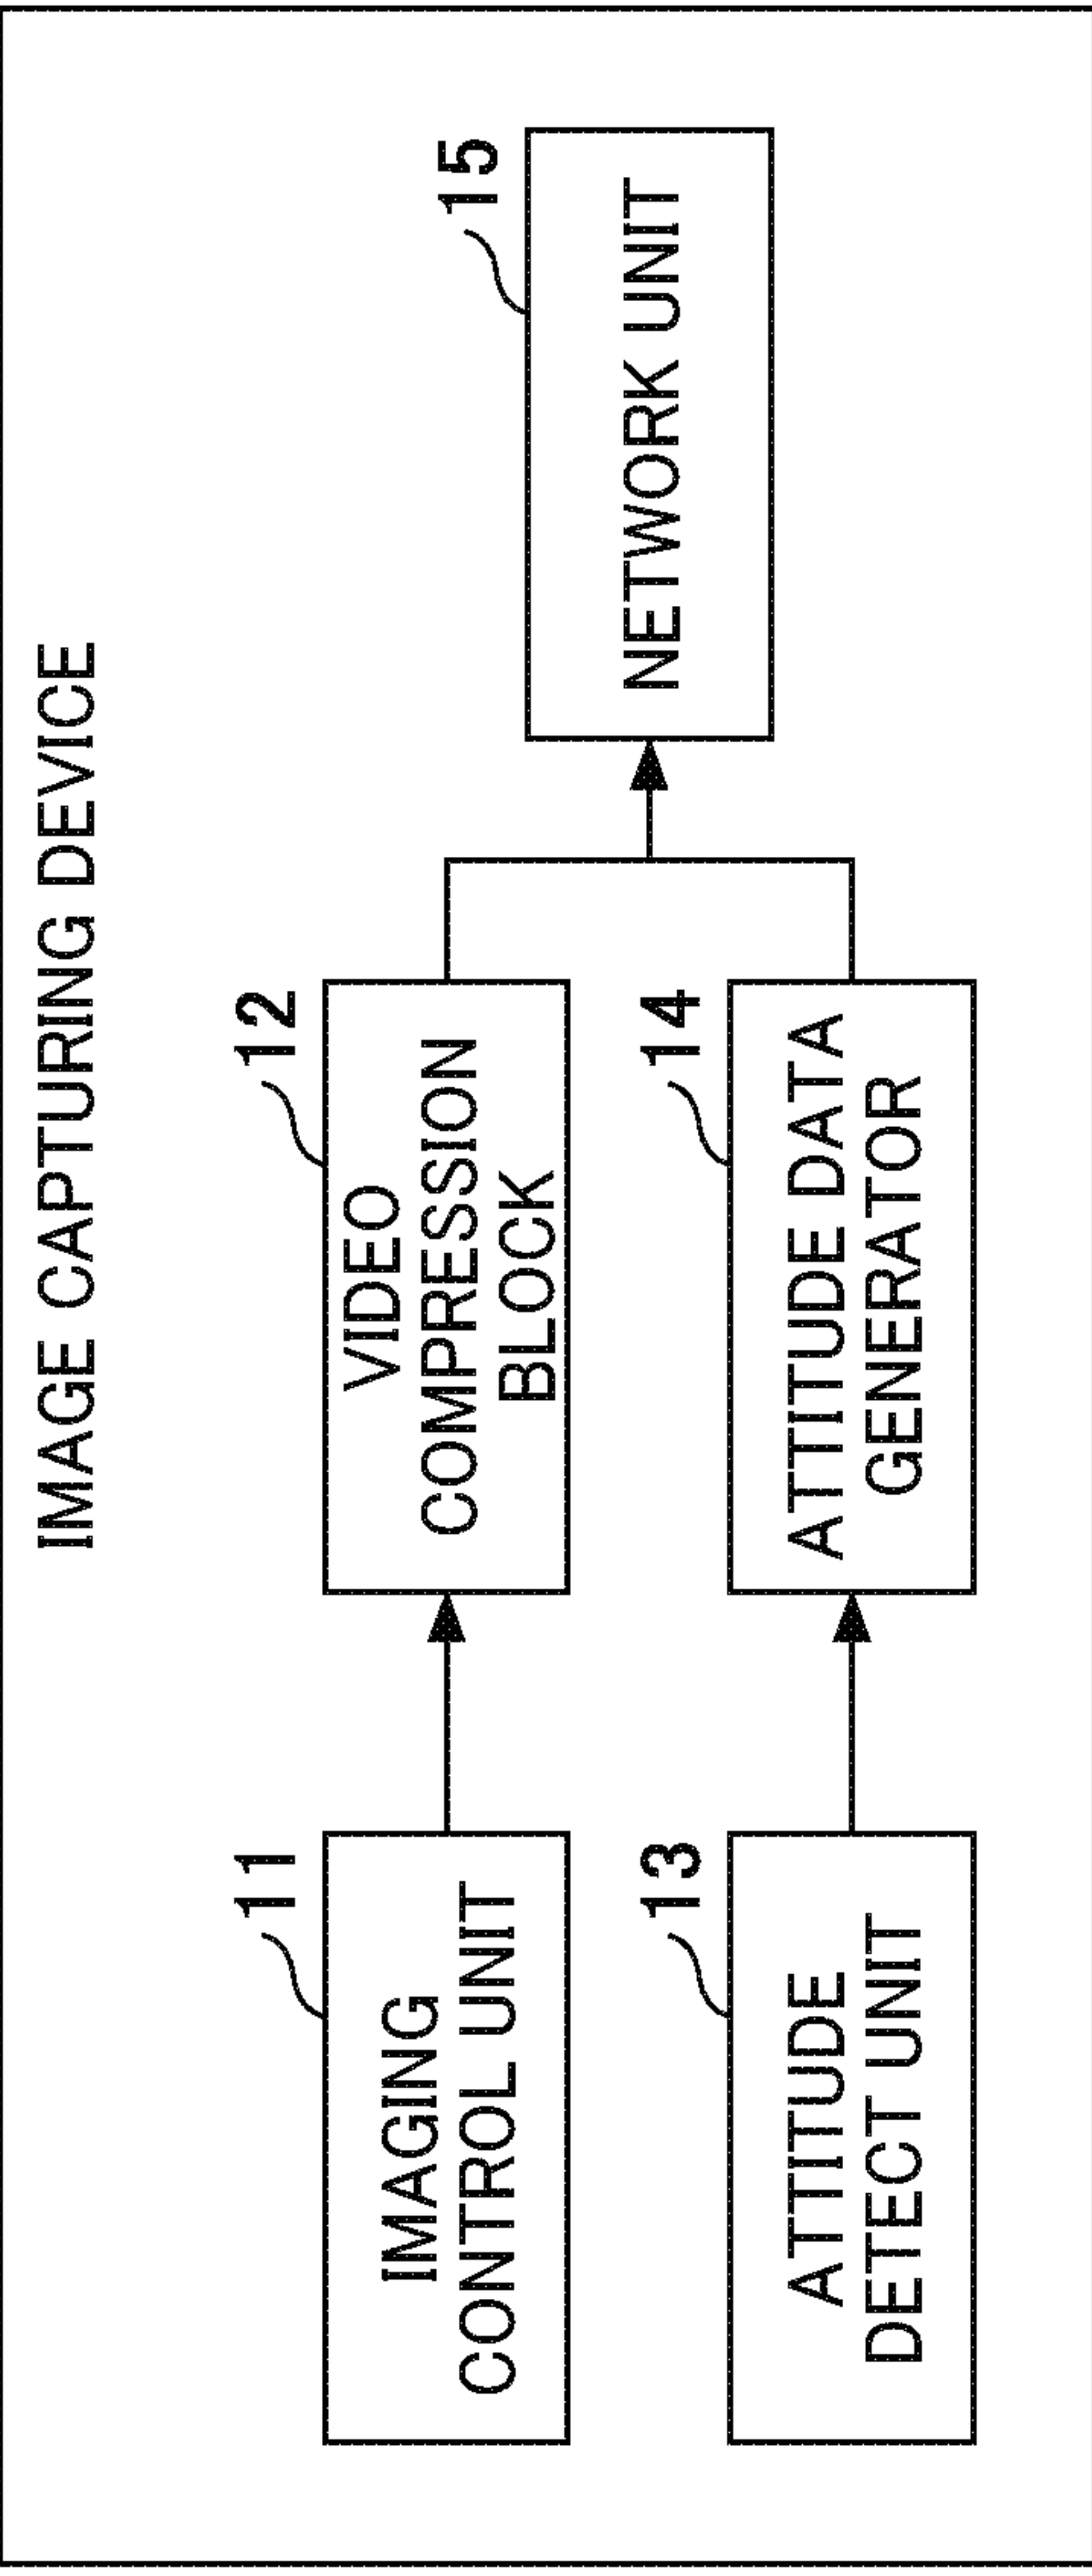 IMAGE CAPTURING DEVICE
11
IMAGING
CONTROL UNIT
12
VIDEO
COMPRESSION
BLOCK
13
ATTITUDE
DETECT UNIT
14
ATTITUDE DATA
GENERATOR
15
NETWORK UNIT